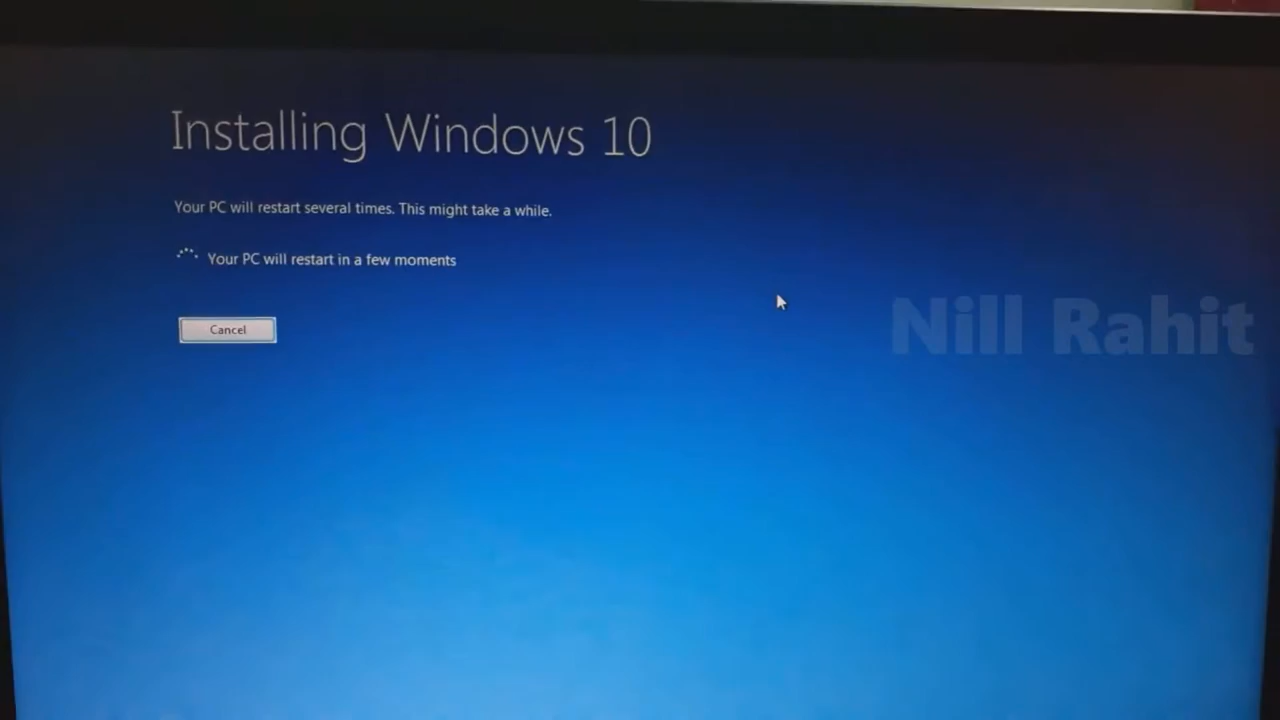 Installing Windows 10
Your PC will restart several times. This might take a while.
Your PC will restart in a few moments
Cancel
Nill Rahit